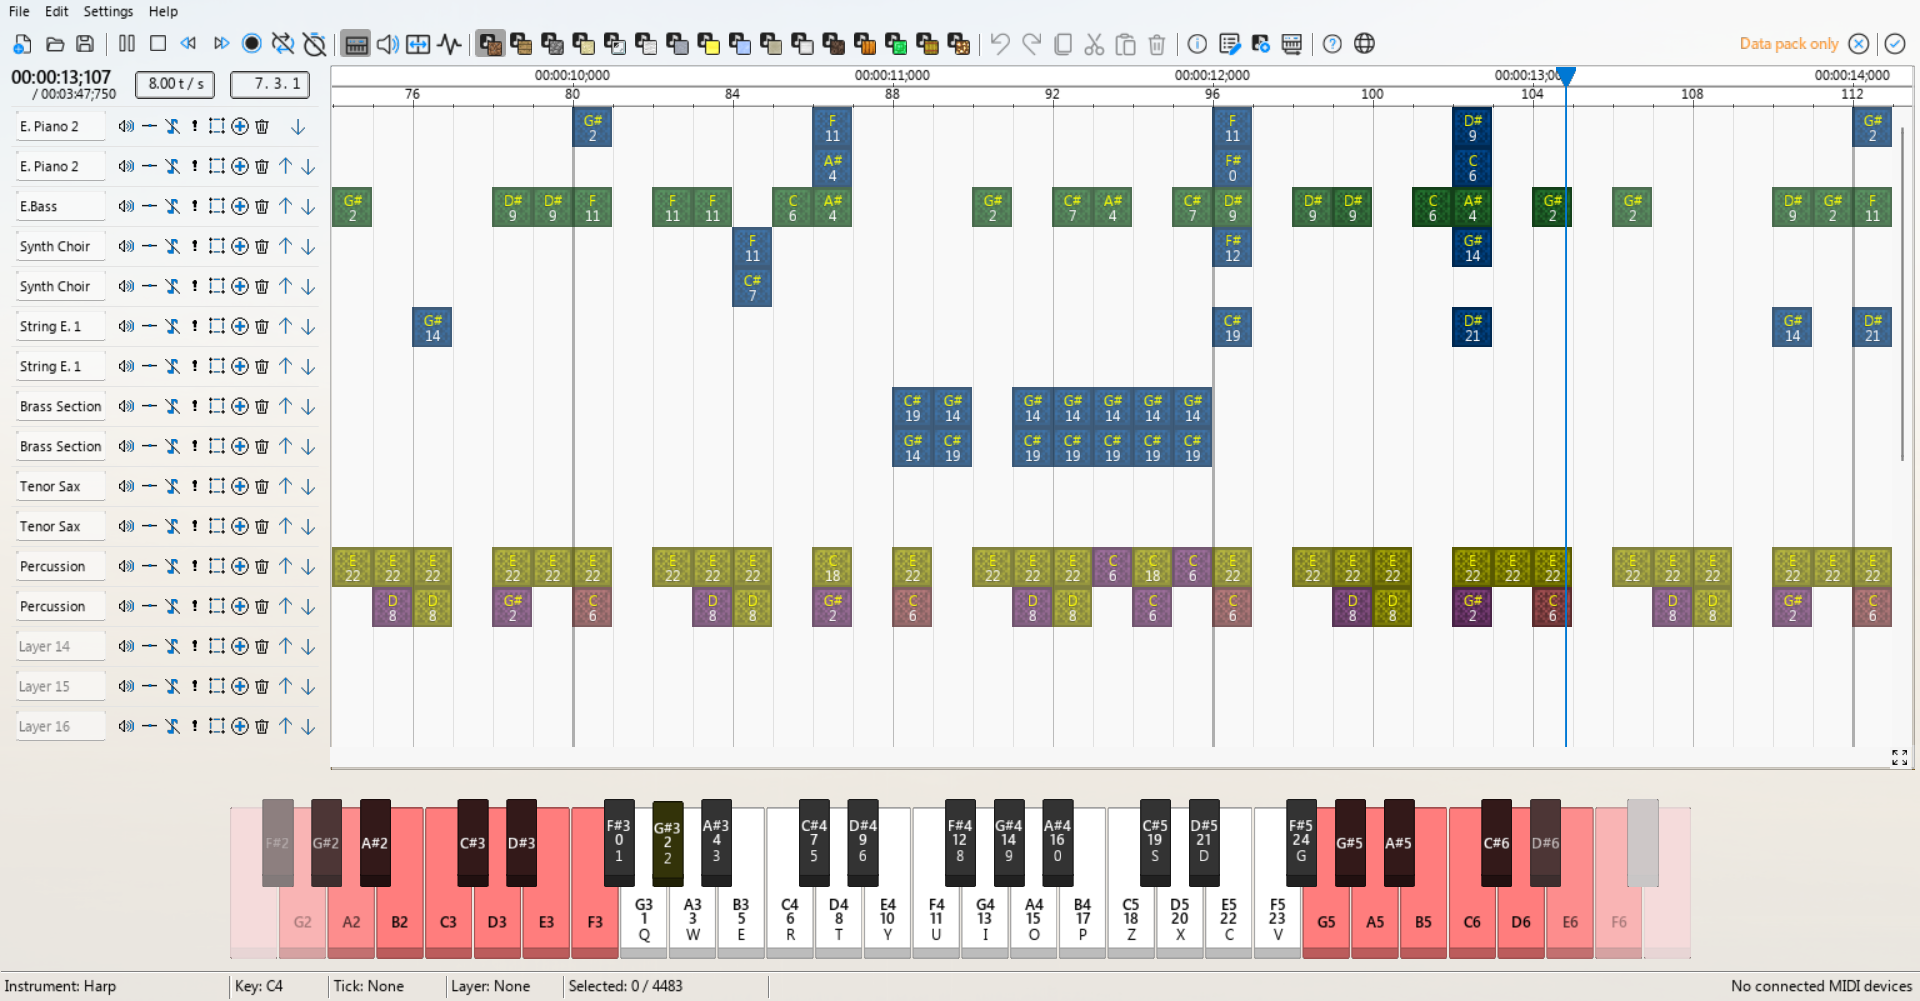 File Edit Settings Help
Data pack only
00:00:13;107
/ 00:03:47;750
8.00 t / s
7. 3. 1
00:00:10,000 00:00:11,000 00:00:12,000 00:00:13,00 00:00:14,000
76 80 84 88 92 96 100 104 108 112
E. Piano 2 G# F F D# G#
2 11 11 9 2
E. Piano 2 A# F# C
4 0 6
E.Bass G# D# D# F F F C A# G# C A# C D# D# D# C A# G# G# D# G# F
2 9 9 11 11 11 6 4 2 7 4 7 9 9 9 6 4 2 2 9 2 11
Synth Choir F F# G#
11 12 14
Synth Choir C#
7
String E. 1 G# C# D# G# D#
14 19 21 14 21
String E. 1
Brass Section C# G# G# G# G# G# G#
19 14 14 14 14 14 14
Brass Section G# C# C# C# C# C# C#
14 19 19 19 19 19 19
Tenor Sax
Tenor Sax
Percussion E E E E E E E E E C E E E E C C C E E E E E E E E E E E E E
22 22 22 22 22 22 22 22 22 18 22 22 22 22 6 18 6 22 22 22 22 22 22 22 22 22 22 22 22 22
Percussion D D G# C D D G# C D D C C D D G# C D D G# C
8 8 2 6 8 8 2 6 8 8 6 6 8 8 2 6 8 8 2 6
Layer 14
Layer 15
Layer 16
F#2 G#2 A#2 C#3 D#3 F#3 G#3 A#3 C#4 D#4 F#4 G#4 A#4 C#5 D#5 F#5 G#5 A#5 C#6 D#6
0 2 4 7 9 12 14 16 19 21 24
1 2 3 5 6 8 9 0 S D G
G2 A2 B2 C3 D3 E3 F3 G3 A3 B3 C4 D4 E4 F4 G4 A4 B4 C5 D5 E5 F5 G5 A5 B5 C6 D6 E6 F6
1 3 5 6 8 10 11 13 15 17 18 20 22 23
Q W E R T Y U I O P Z X C V
Instrument: Harp Key: C4 Tick: None Layer: None Selected: 0 / 4483 No connected MIDI devices